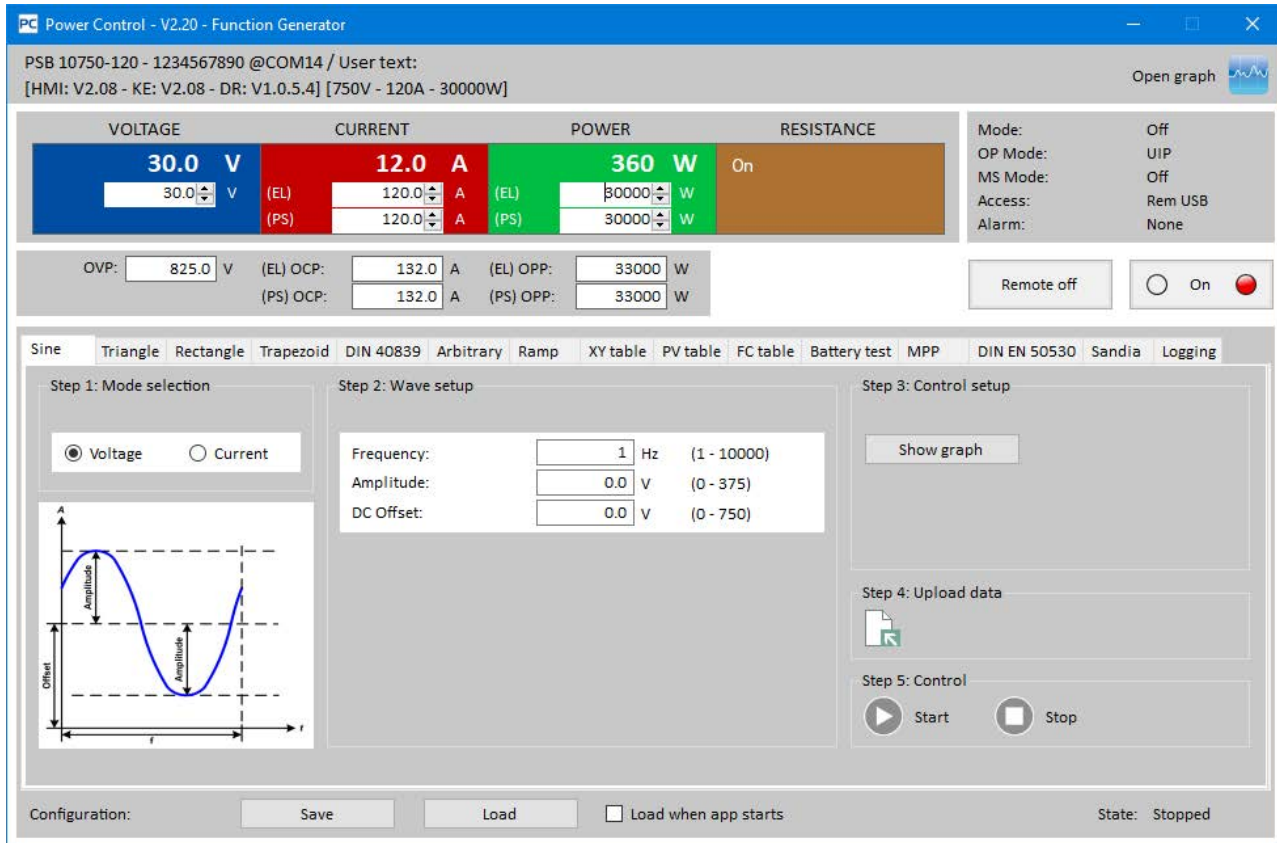 PC Power Control - V2.20 - Function Generator
PSB 10750-120 - 1234567890 @COM14 / User text:
[HMI: V2.08 - KE: V2.08 - DR: V1.0.5.4] [750V - 120A - 30000W]
Open graph
VOLTAGE CURRENT POWER RESISTANCE
30.0 V 12.0 A 360 W On
30.0 V (EL) 120.0 A (EL) 30000 W
(PS) 120.0 A (PS) 30000 W
Mode: Off
OP Mode: UIP
MS Mode: Off
Access: Rem USB
Alarm: None
OVP: 825.0 V (EL) OCP: 132.0 A (EL) OPP: 33000 W
(PS) OCP: 132.0 A (PS) OPP: 33000 W
Remote off On
Sine Triangle Rectangle Trapezoid DIN 40839 Arbitrary Ramp XY table PV table FC table Battery test MPP DIN EN 50530 Sandia Logging
Step 1: Mode selection
Voltage Current
A
Amplitude
Amplitude
Offset
f
t
Step 2: Wave setup
Frequency: 1 Hz (1 - 10000)
Amplitude: 0.0 V (0 - 375)
DC Offset: 0.0 V (0 - 750)
Step 3: Control setup
Show graph
Step 4: Upload data
Step 5: Control
Start Stop
Configuration: Save Load Load when app starts State: Stopped